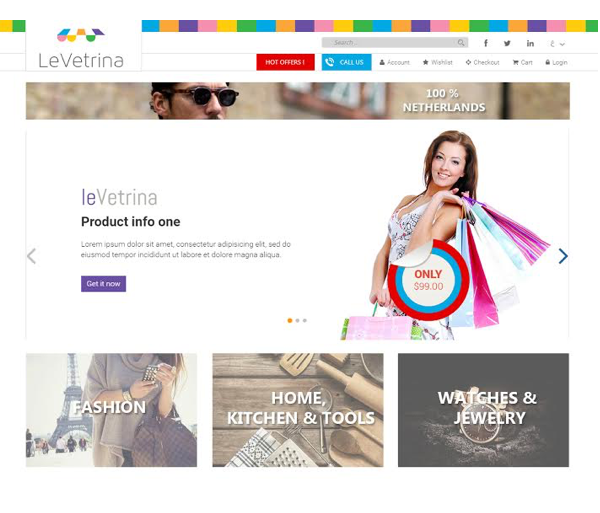 LeVetrina
Search ...
HOT OFFERS !
CALL US
Account
Wishlist
Checkout
Cart
Login
100 %
NETHERLANDS
leVetrina
Product info one
Lorem ipsum dolor sit amet, consectetur adipisicing elit, sed do
eiusmod tempor incididunt ut labore et dolore magna aliqua.
Get it now
ONLY
$99.00
FASHION
HOME,
KITCHEN & TOOLS
WATCHES &
JEWELRY